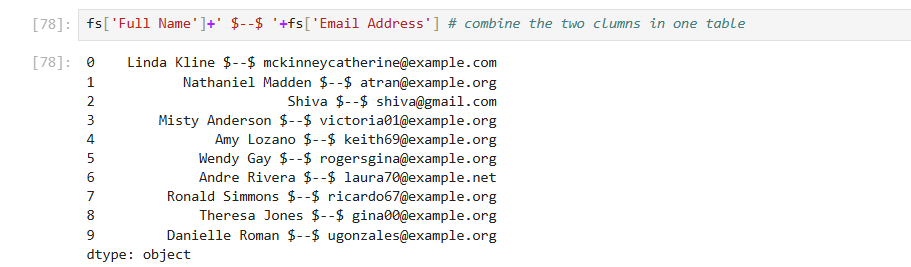 [78]: fs['Full Name']+' $--$ '+fs['Email Address'] # combine the two clumns in one table
[78]: 0 Linda Kline $--$ mckinneycatherine@example.com
1 Nathaniel Madden $--$ atran@example.org
2 Shiva $--$ shiva@gmail.com
3 Misty Anderson $--$ victoria01@example.org
4 Amy Lozano $--$ keith69@example.org
5 Wendy Gay $--$ rogersgina@example.org
6 Andre Rivera $--$ laura70@example.net
7 Ronald Simmons $--$ ricardo67@example.org
8 Theresa Jones $--$ gina00@example.org
9 Danielle Roman $--$ ugonzales@example.org
dtype: object